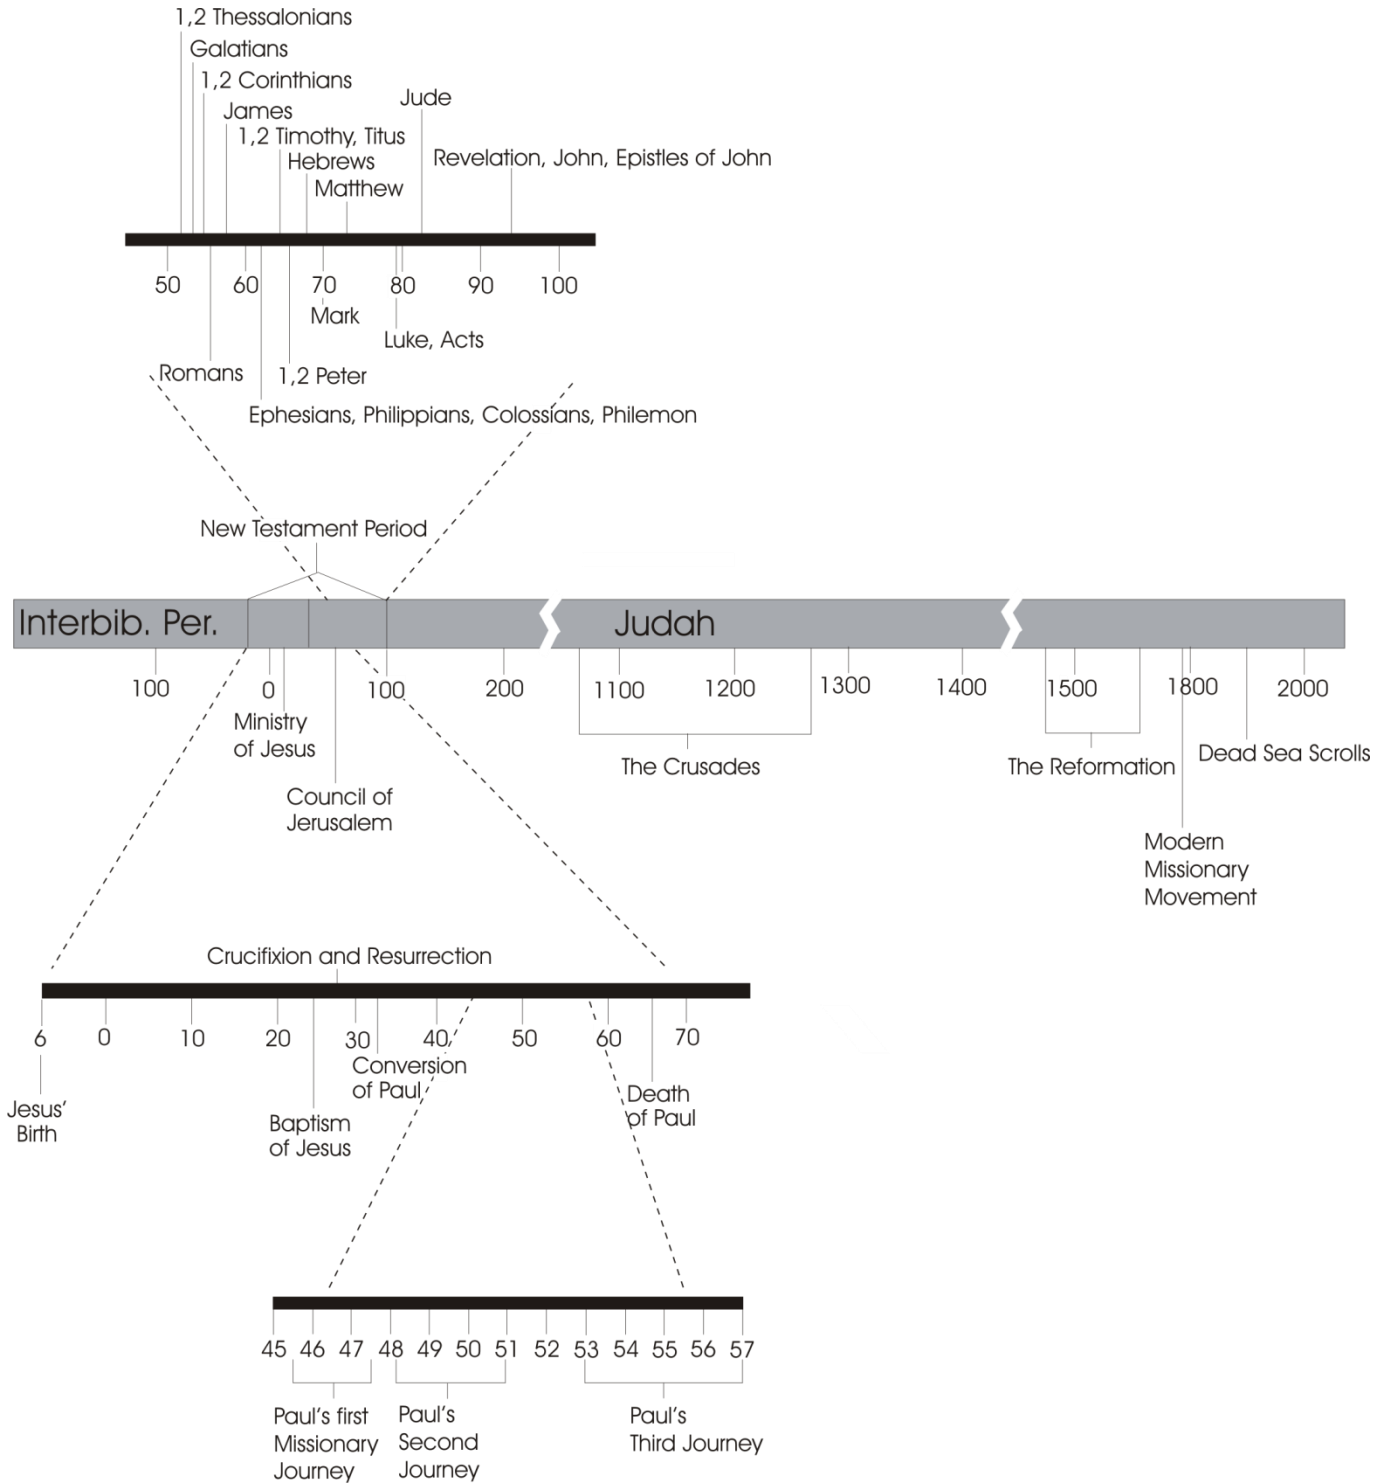 1,2 Thessalonians
Galatians
1,2 Corinthians
James
Jude
1,2 Timothy, Titus
Hebrews
Revelation, John, Epistles of John
Matthew
50 60 70 80 90 100
Mark
Luke, Acts
Romans
1,2 Peter
Ephesians, Philippians, Colossians, Philemon
New Testament Period
Interbib. Per.
Judah
100 0 100 200 1100 1200 1300 1400 1500 1800 2000
Ministry
of Jesus
The Crusades
The Reformation
Dead Sea Scrolls
Council of
Jerusalem
Modern
Missionary
Movement
Crucifixion and Resurrection
6 0 10 20 30 40 50 60 70
Conversion
of Paul
Death
of Paul
Jesus'
Birth
Baptism
of Jesus
45 46 47 48 49 50 51 52 53 54 55 56 57
Paul's first
Missionary
Journey
Paul's
Second
Journey
Paul's
Third Journey